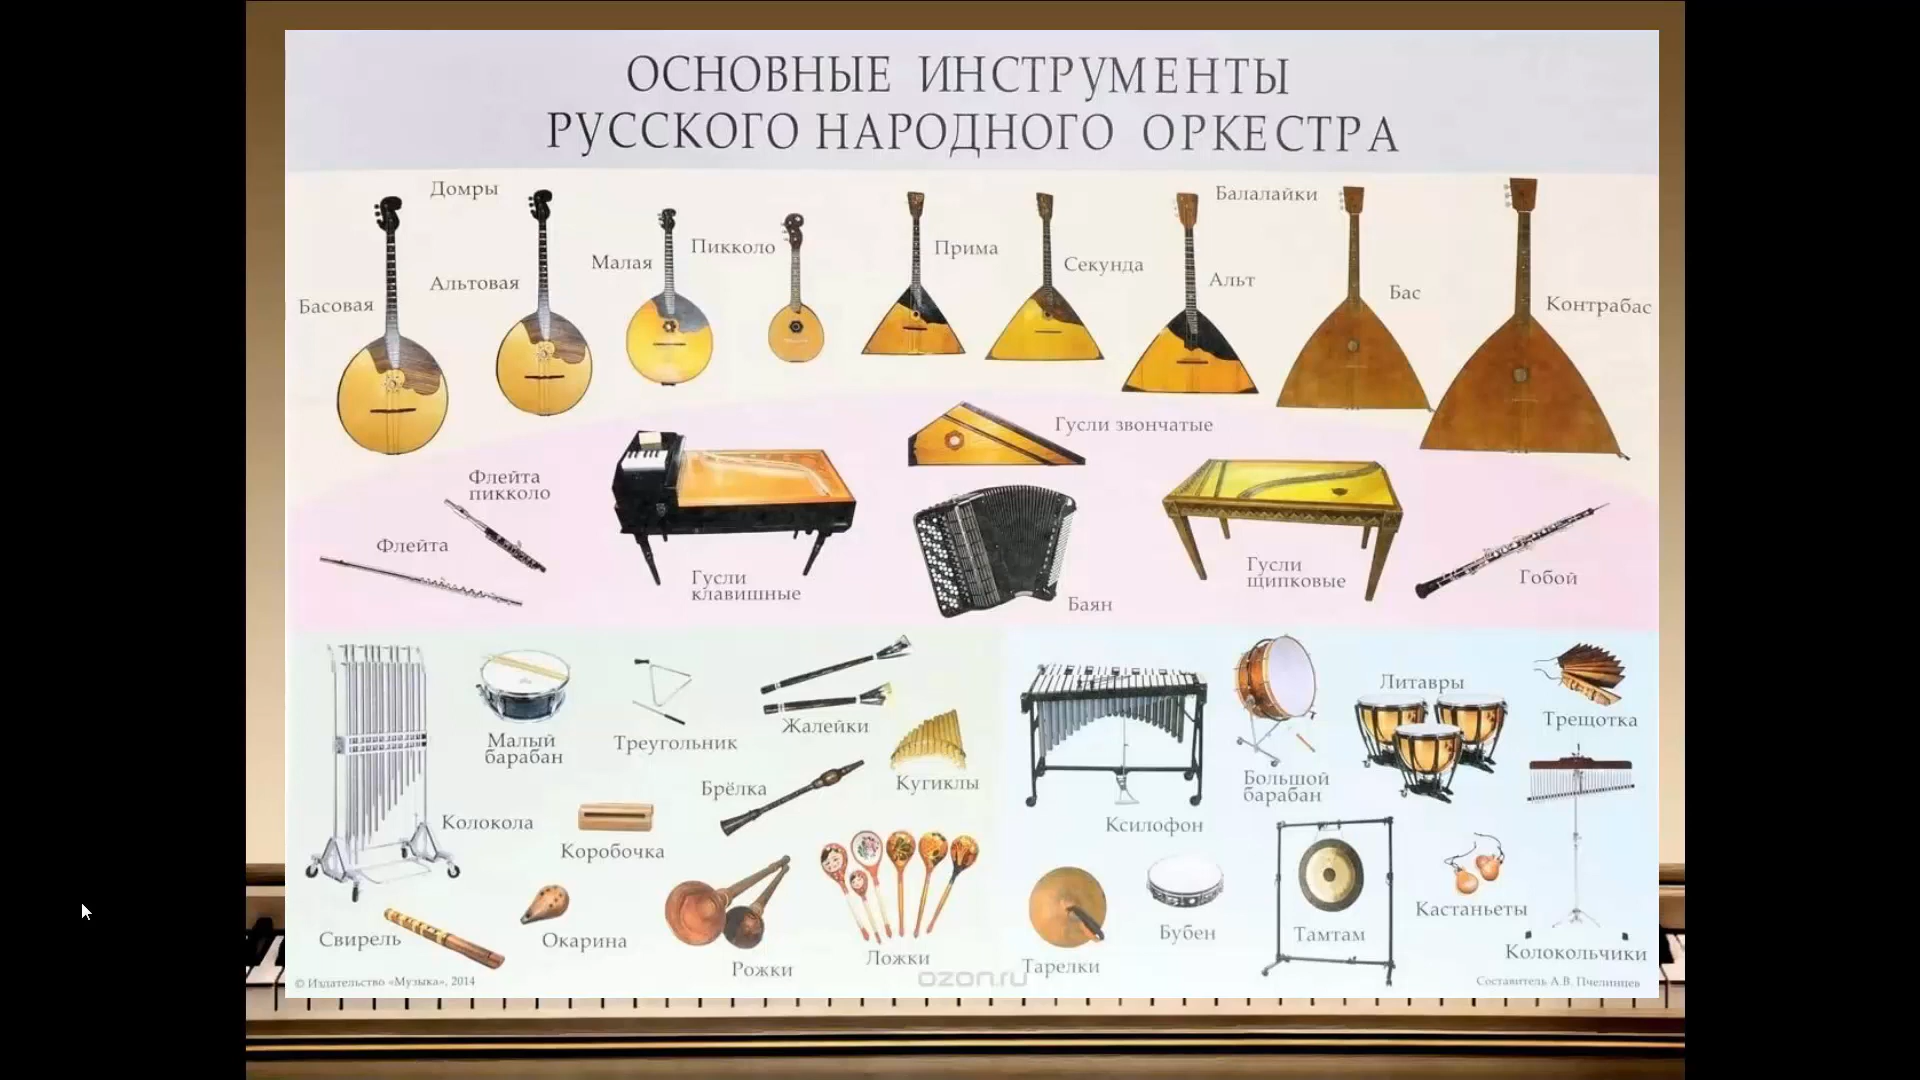 ОСНОВНЫЕ ИНСТРУМЕНТЫ
РУССКОГО НАРОДНОГО ОРКЕСТРА
Домры
Басовая
Альтовая
Малая
Пикколо
Балалайки
Прима
Секунда
Альт
Бас
Контрабас
Гусли звончатые
Флейта
пикколо
Флейта
Гусли
клавишные
Баян
Гусли
щипковые
Гобой
Колокола
Малый
барабан
Треугольник
Жалейки
Кугиклы
Брёлка
Коробочка
Свирель
Окарина
Рожки
Ложки
Ксилофон
Большой
барабан
Литавры
Трещотка
Тарелки
Бубен
Тамтам
Кастаньеты
Колокольчики
© Издательство «Музыка», 2014
ozon.ru
Составитель А.В. Пчелинцев